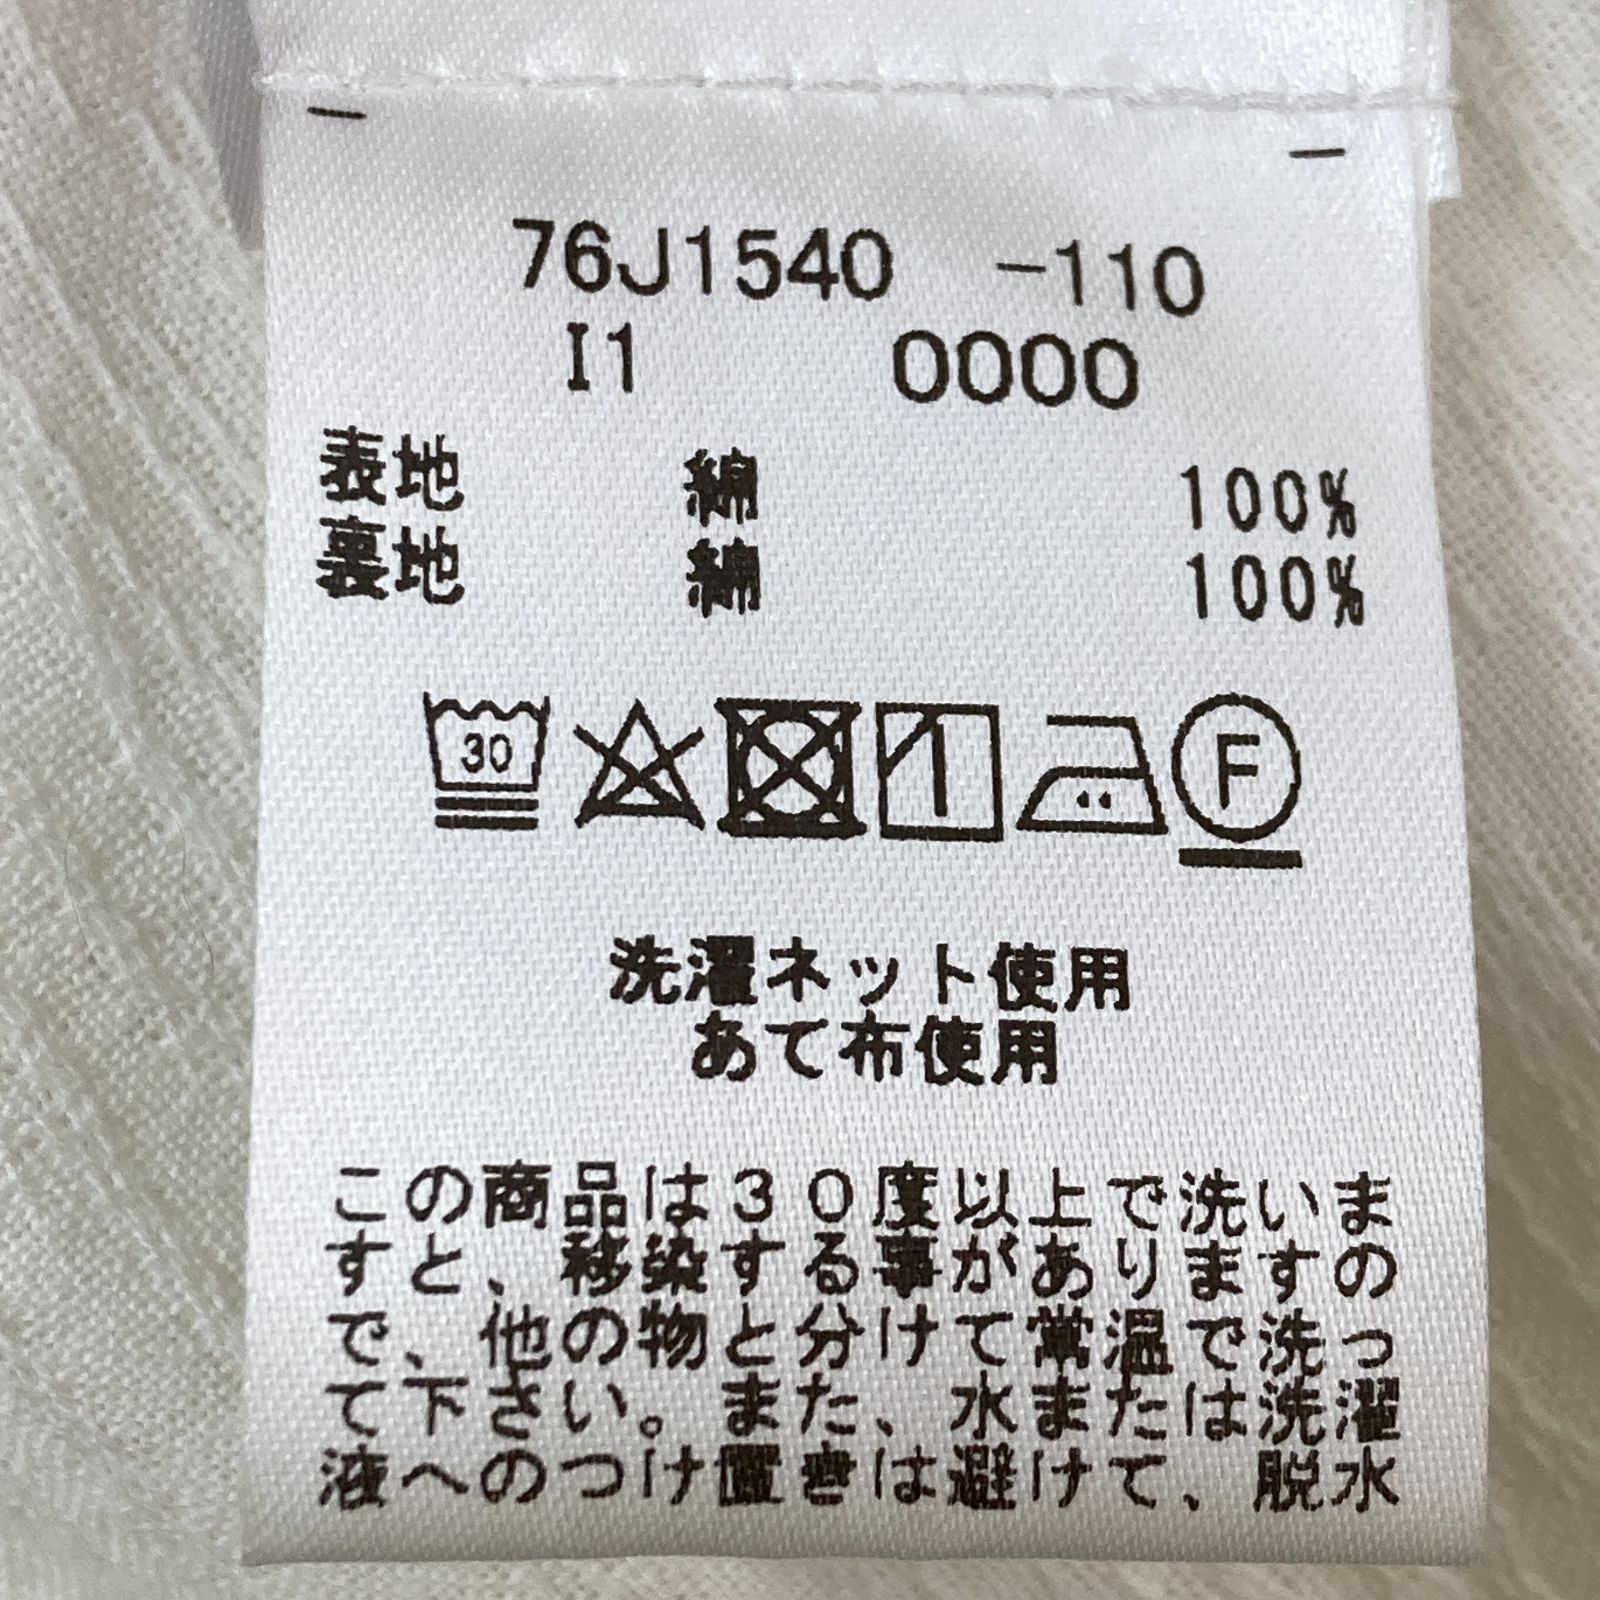 76J1540 -110
I1 0000
表地 綿 100%
裏地 綿 100%
30 F
洗濯ネット使用
あて布使用
この商品は30度以上で洗いま
すと、移染する事がありますの
で、他の物と分けて常温で洗っ
て下さい。また、水または洗濯
液へのつけ置きは避けて、脱水